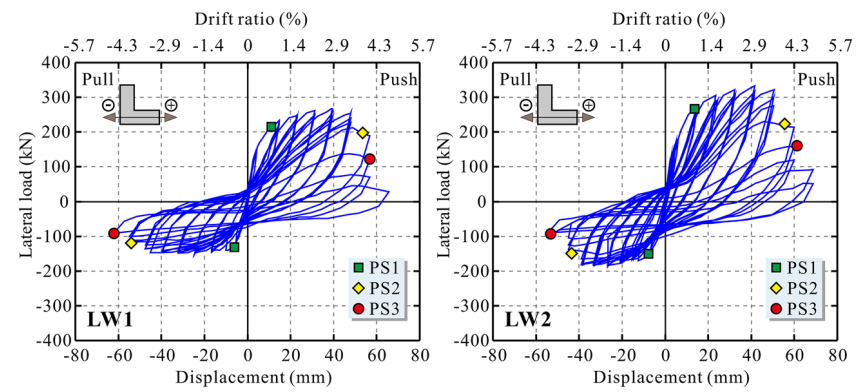 Drift ratio (%)
-5.7 -4.3 -2.9 -1.4 0 1.4 2.9 4.3 5.7
400
300
200
100
0
-100
-200
-300
-400
Lateral load (kN)
Pull
Push
⊖
⊕
PS1
PS2
PS3
LW1
-80 -60 -40 -20 0 20 40 60 80
Displacement (mm)
Drift ratio (%)
-5.7 -4.3 -2.9 -1.4 0 1.4 2.9 4.3 5.7
400
300
200
100
0
-100
-200
-300
-400
Lateral load (kN)
Pull
Push
⊖
⊕
PS1
PS2
PS3
LW2
-80 -60 -40 -20 0 20 40 60 80
Displacement (mm)